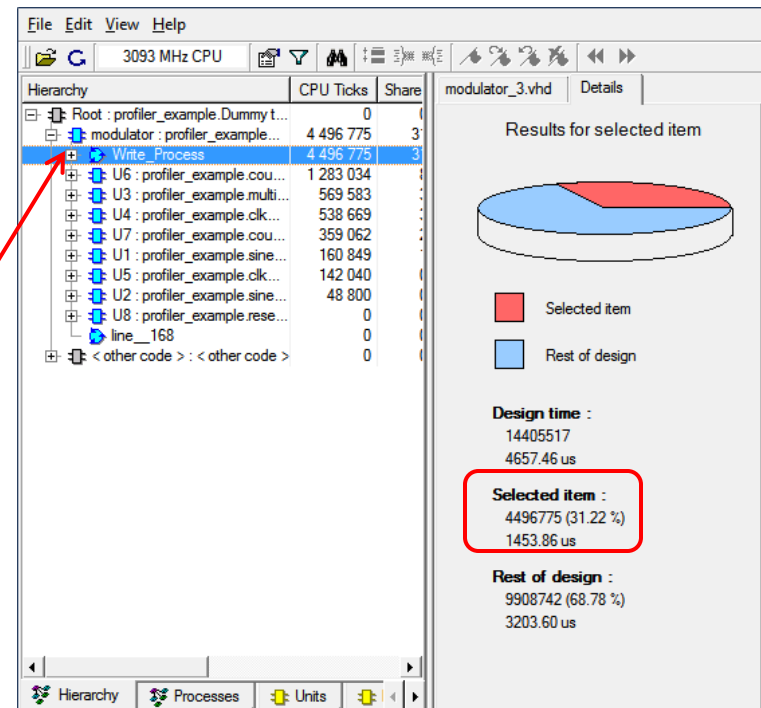 File Edit View Help
3093 MHz CPU
Hierarchy CPU Ticks Share
Root : profiler_example.Dummy t... 0
modulator : profiler_example... 4 496 775 3
Write_Process 4 496 775 3
U6 : profiler_example.cou... 1 283 034
U3 : profiler_example.multi... 569 583
U4 : profiler_example.clk... 538 669
U7 : profiler_example.cou... 359 062
U1 : profiler_example.sine... 160 849
U5 : profiler_example.clk... 142 040
U2 : profiler_example.sine... 48 800
U8 : profiler_example.rese... 0
line__168 0
< other code > : < other code > 0
Hierarchy Processes Units
modulator_3.vhd Details
Results for selected item
Selected item
Rest of design
Design time :
14405517
4657.46 us
Selected item :
4496775 (31.22 %)
1453.86 us
Rest of design :
9908742 (68.78 %)
3203.60 us